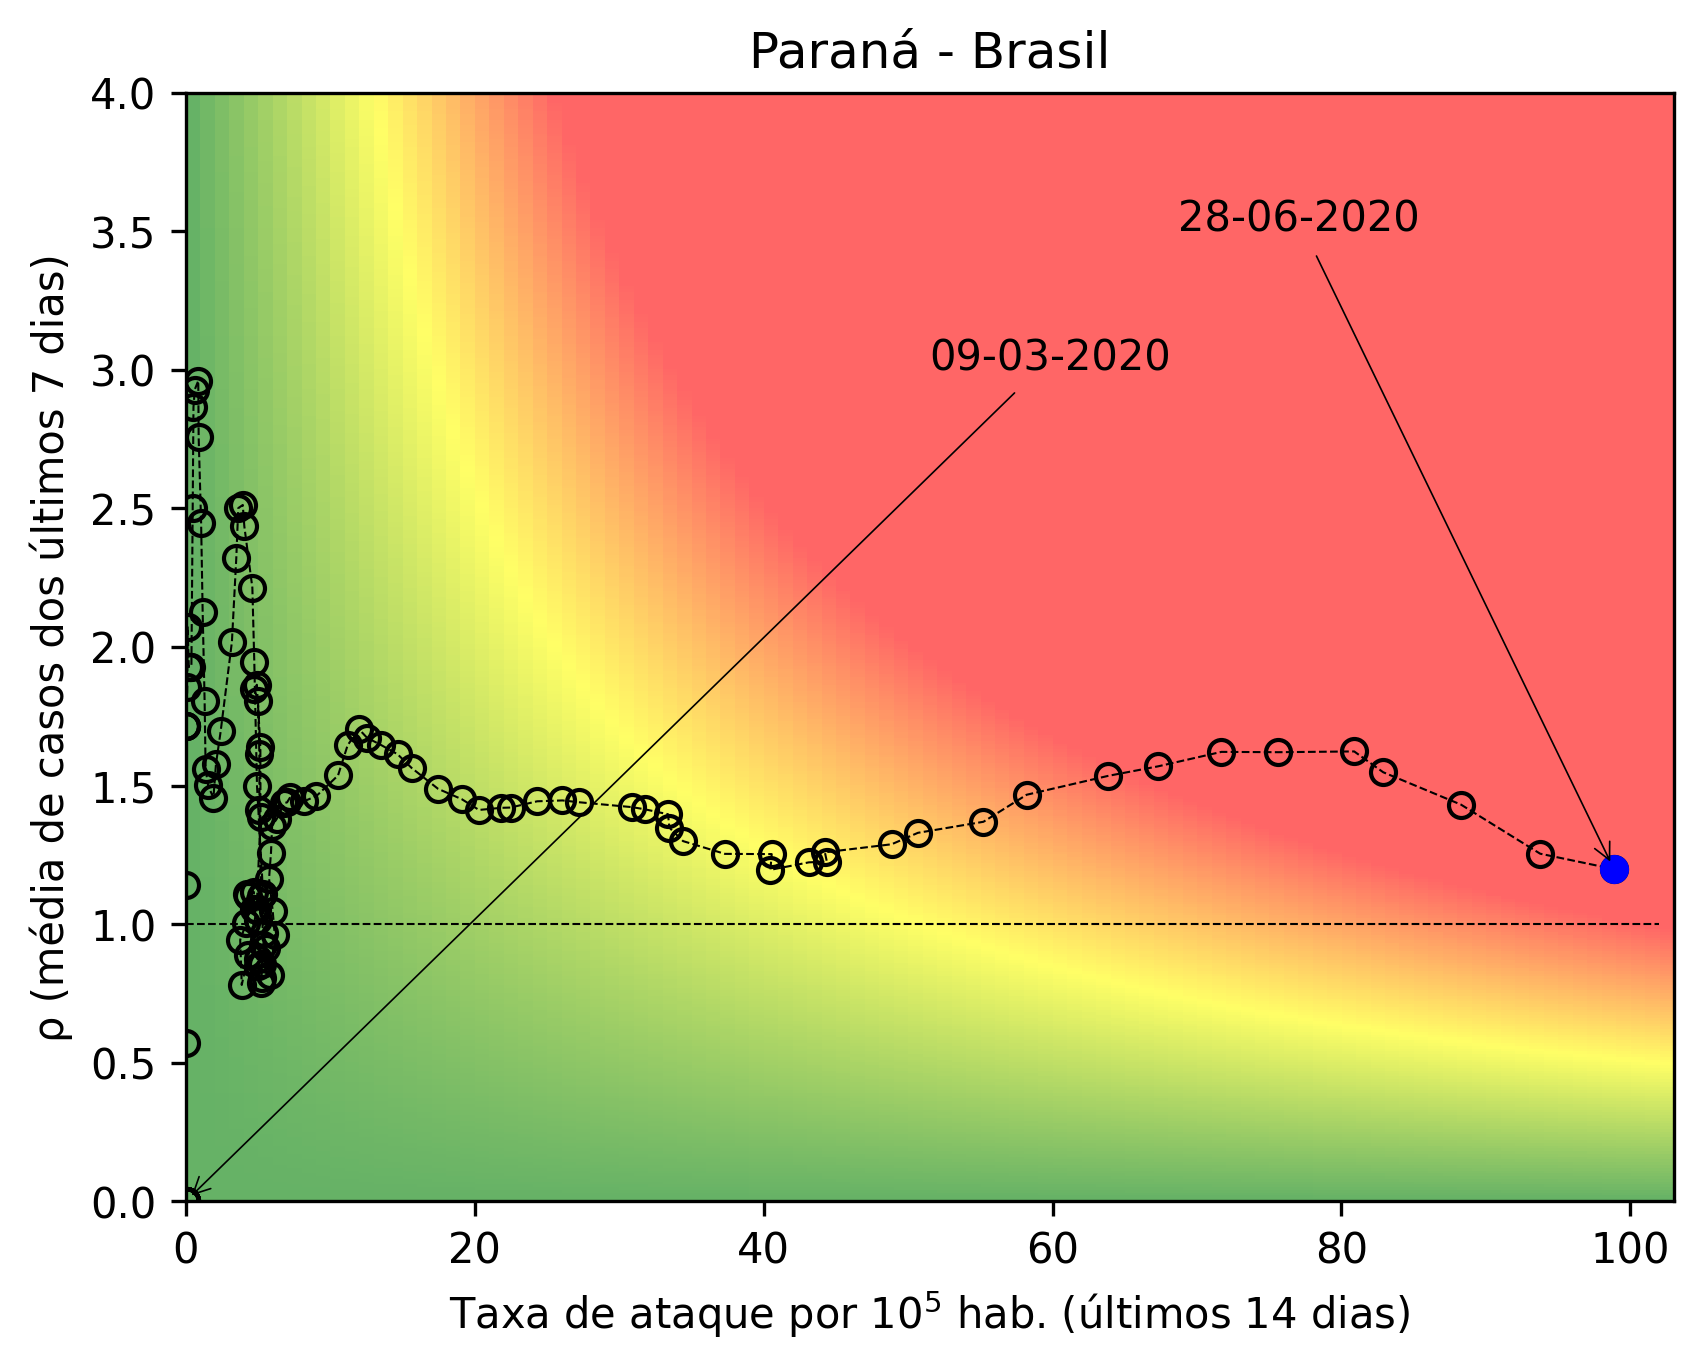 Paraná - Brasil
4.0
3.5
3.0
2.5
2.0
1.5
1.0
0.5
0.0
ρ (média de casos dos últimos 7 dias)
28-06-2020
09-03-2020
0 20 40 60 80 100
Taxa de ataque por 10⁵ hab. (últimos 14 dias)